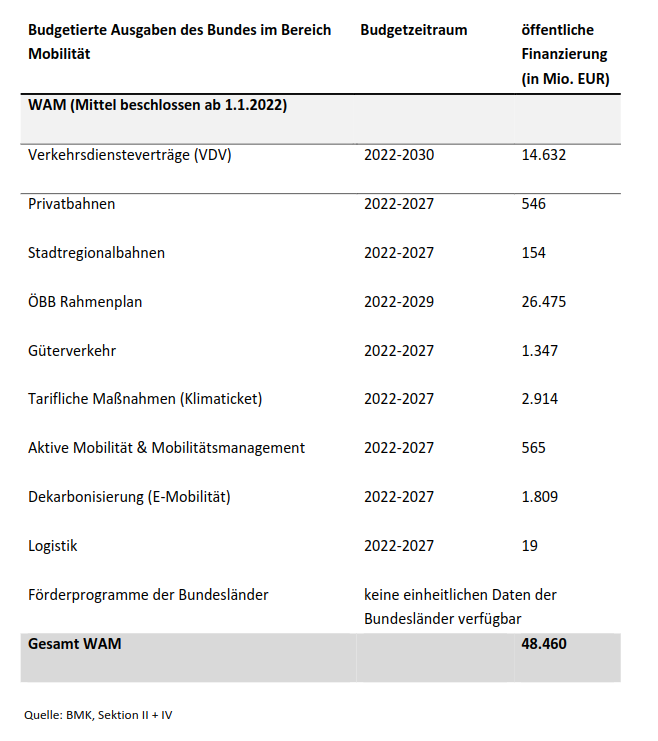 Budgetierte Ausgaben des Bundes im Bereich Budgetzeitraum öffentliche
Mobilität Finanzierung
(in Mio. EUR)
WAM (Mittel beschlossen ab 1.1.2022)
Verkehrsdiensteverträge (VDV) 2022-2030 14.632
Privatbahnen 2022-2027 546
Stadtregionalbahnen 2022-2027 154
ÖBB Rahmenplan 2022-2029 26.475
Güterverkehr 2022-2027 1.347
Tarifliche Maßnahmen (Klimaticket) 2022-2027 2.914
Aktive Mobilität & Mobilitätsmanagement 2022-2027 565
Dekarbonisierung (E-Mobilität) 2022-2027 1.809
Logistik 2022-2027 19
Förderprogramme der Bundesländer keine einheitlichen Daten der
Bundesländer verfügbar
Gesamt WAM 48.460
Quelle: BMK, Sektion II + IV